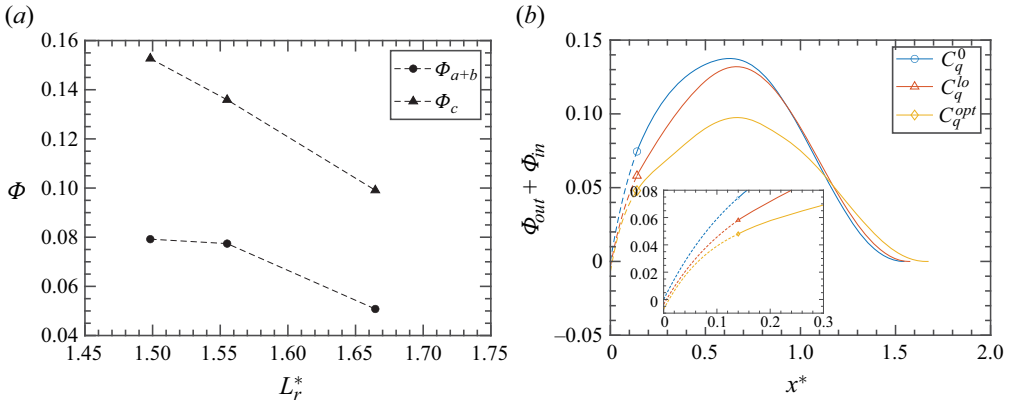 (a)
0.16
0.14
0.12
Φ 0.10
0.08
0.06
0.04
1.45 1.50 1.55 1.60 1.65 1.70 1.75
L*r
Φa+b
Φc
(b)
0.15
0.10
0.05
0
−0.05
Φout + Φin
0 0.5 1.0 1.5 2.0
x*
C0q
Cloq
Coptq
0.08
0.06
0.04
0.02
0
0 0.1 0.2 0.3